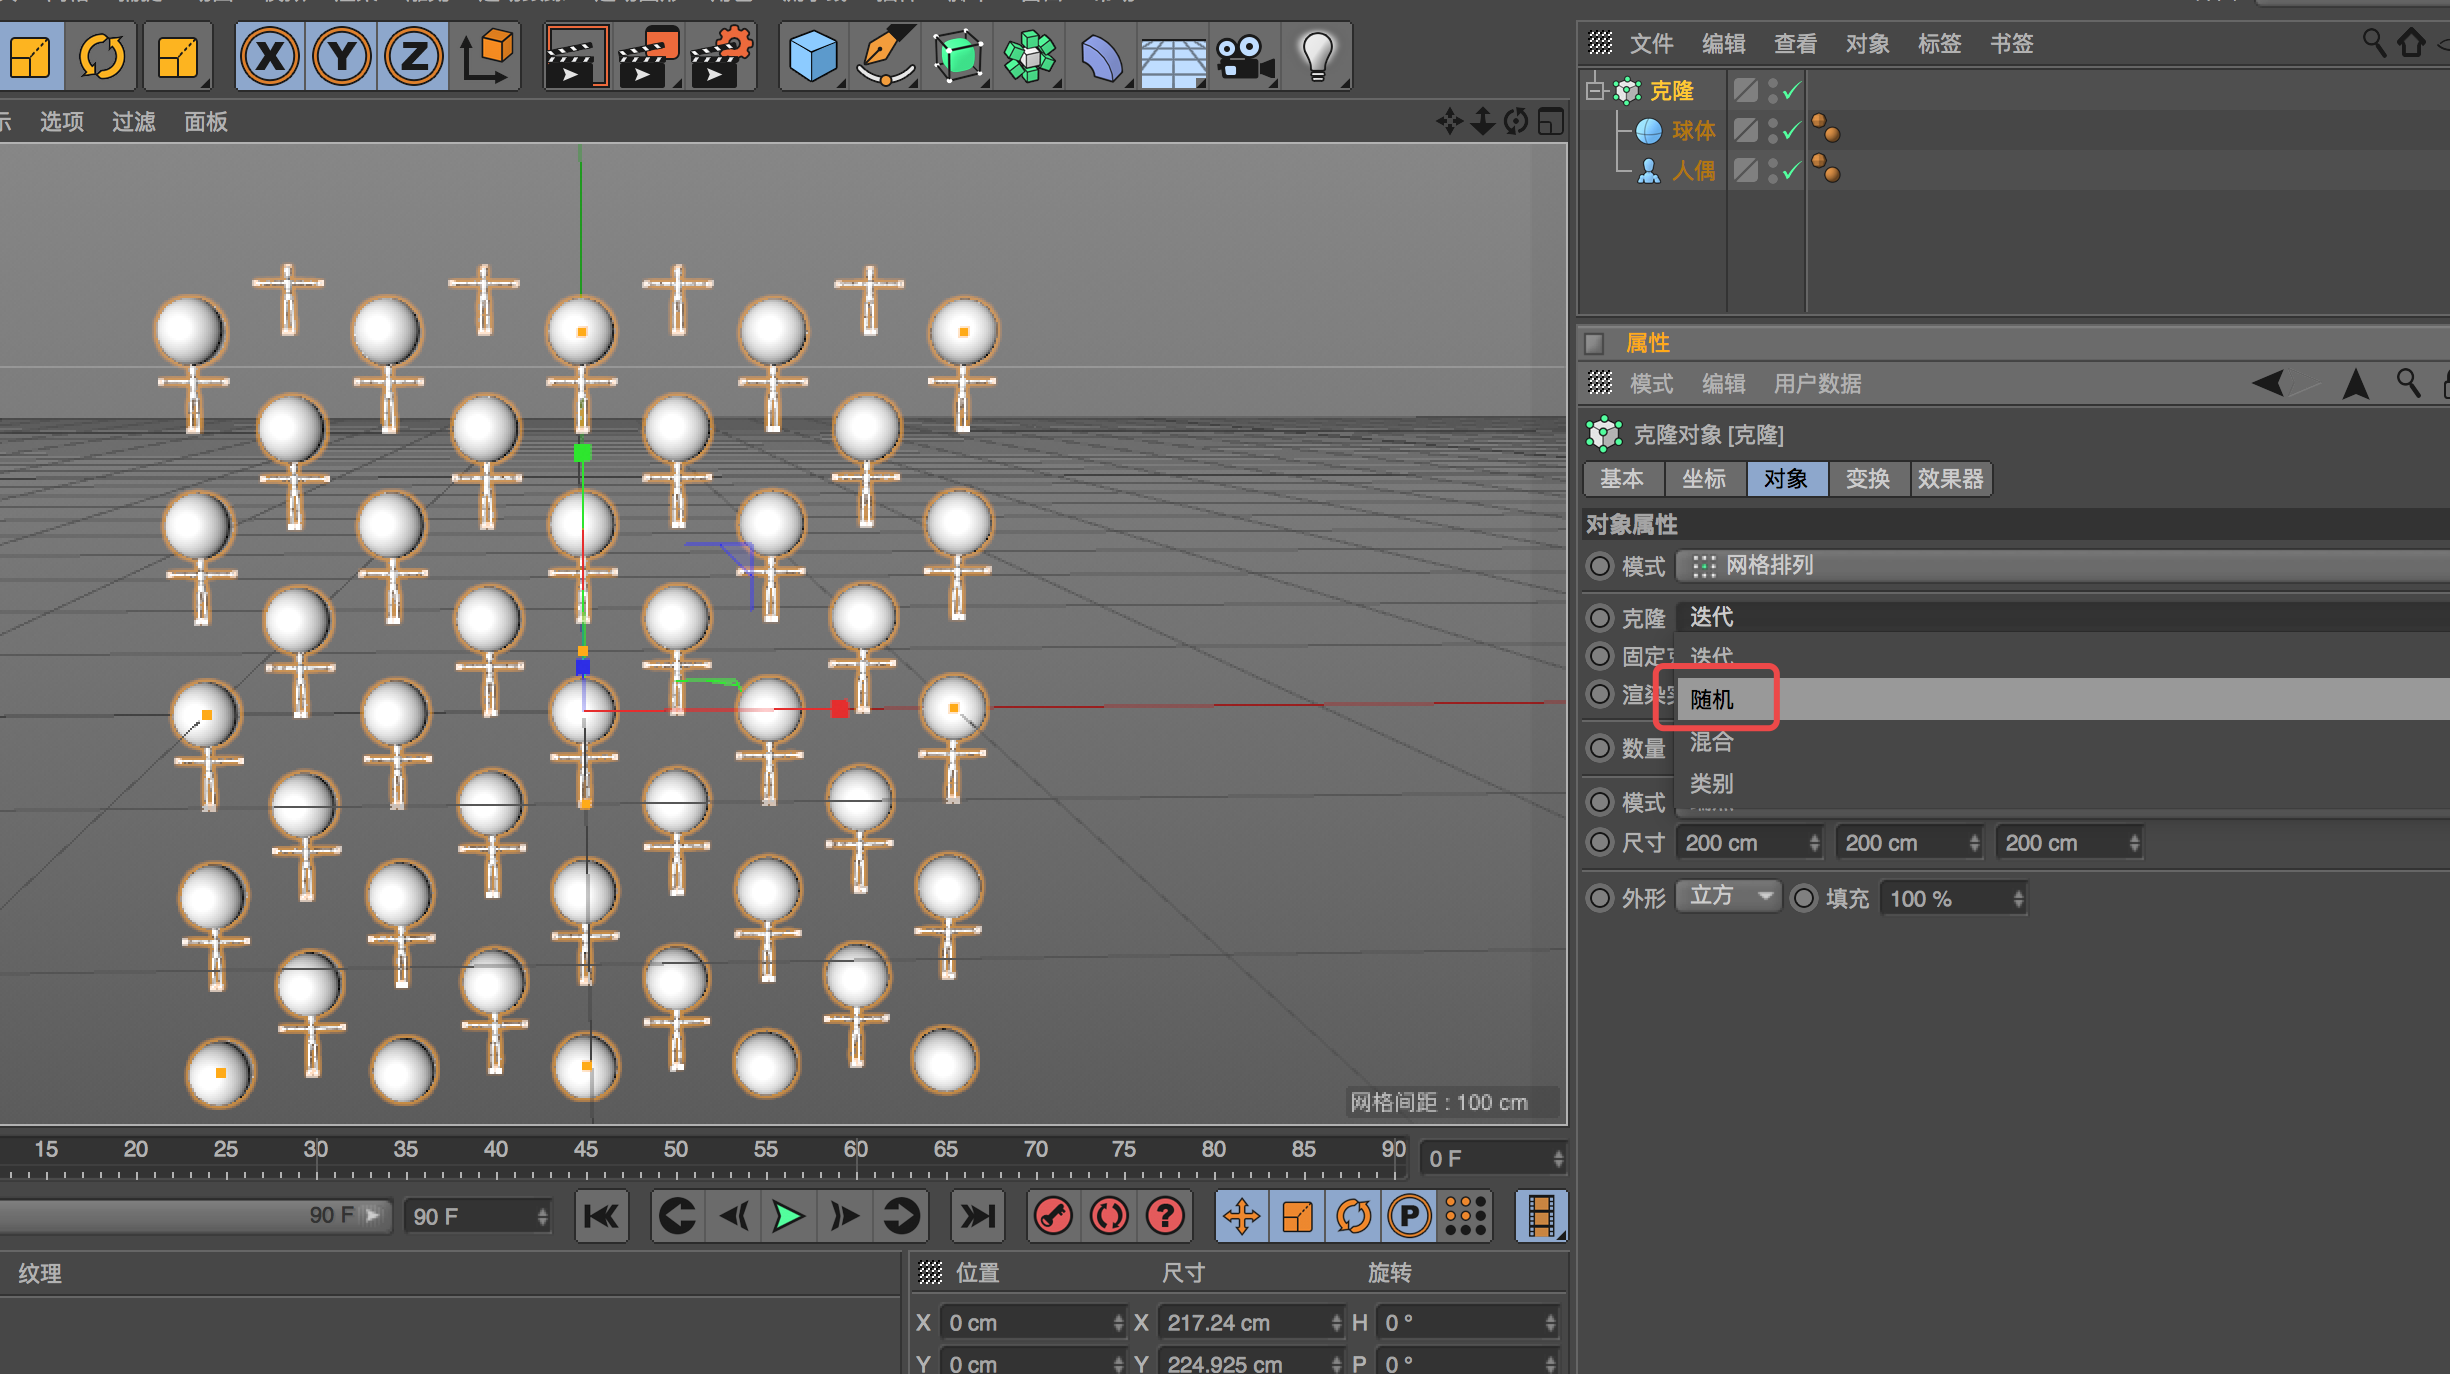 X Y Z
文件 编辑 查看 对象 标签 书签
克隆
球体
人偶
选项 过滤 面板
属性
模式 编辑 用户数据
克隆对象 [克隆]
基本 坐标 对象 变换 效果器
对象属性
模式 网格排列
克隆 迭代
固定 迭代
渲染 随机
数量 混合
类别
模式
尺寸 200 cm 200 cm 200 cm
外形 立方 填充 100 %
网格间距 : 100 cm
15 20 25 30 35 40 45 50 55 60 65 70 75 80 85 90 0 F
90 F 90 F ? P
纹理
位置 尺寸 旋转
X 0 cm X 217.24 cm H 0 °
Y 0 cm Y 224.925 cm P 0 °